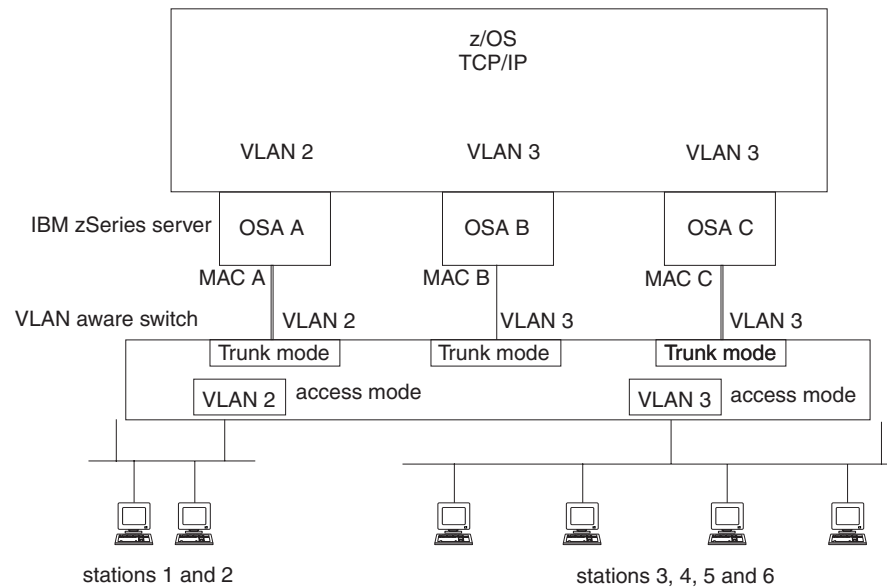 z/OS
TCP/IP
VLAN 2
VLAN 3
VLAN 3
IBM zSeries server
OSA A
OSA B
OSA C
MAC A
MAC B
MAC C
VLAN aware switch
VLAN 2
VLAN 3
VLAN 3
Trunk mode
Trunk mode
Trunk mode
VLAN 2
access mode
VLAN 3
access mode
stations 1 and 2
stations 3, 4, 5 and 6